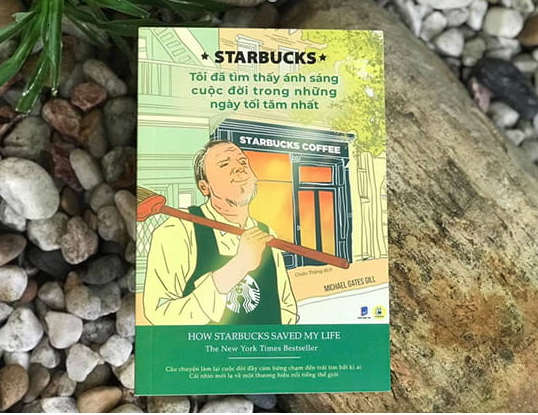 ★ STARBUCKS ★
Tôi đã tìm thấy ánh sáng
cuộc đời trong những
ngày tối tăm nhất
STARBUCKS COFFEE
Chiến Thắng dịch
MICHAEL GATES GILL
HOW STARBUCKS SAVED MY LIFE
The New York Times Bestseller
Câu chuyện làm lại cuộc đời đầy cảm hứng chạm đến trái tim bất kì ai
Cái nhìn mới lạ về một thương hiệu nổi tiếng thế giới